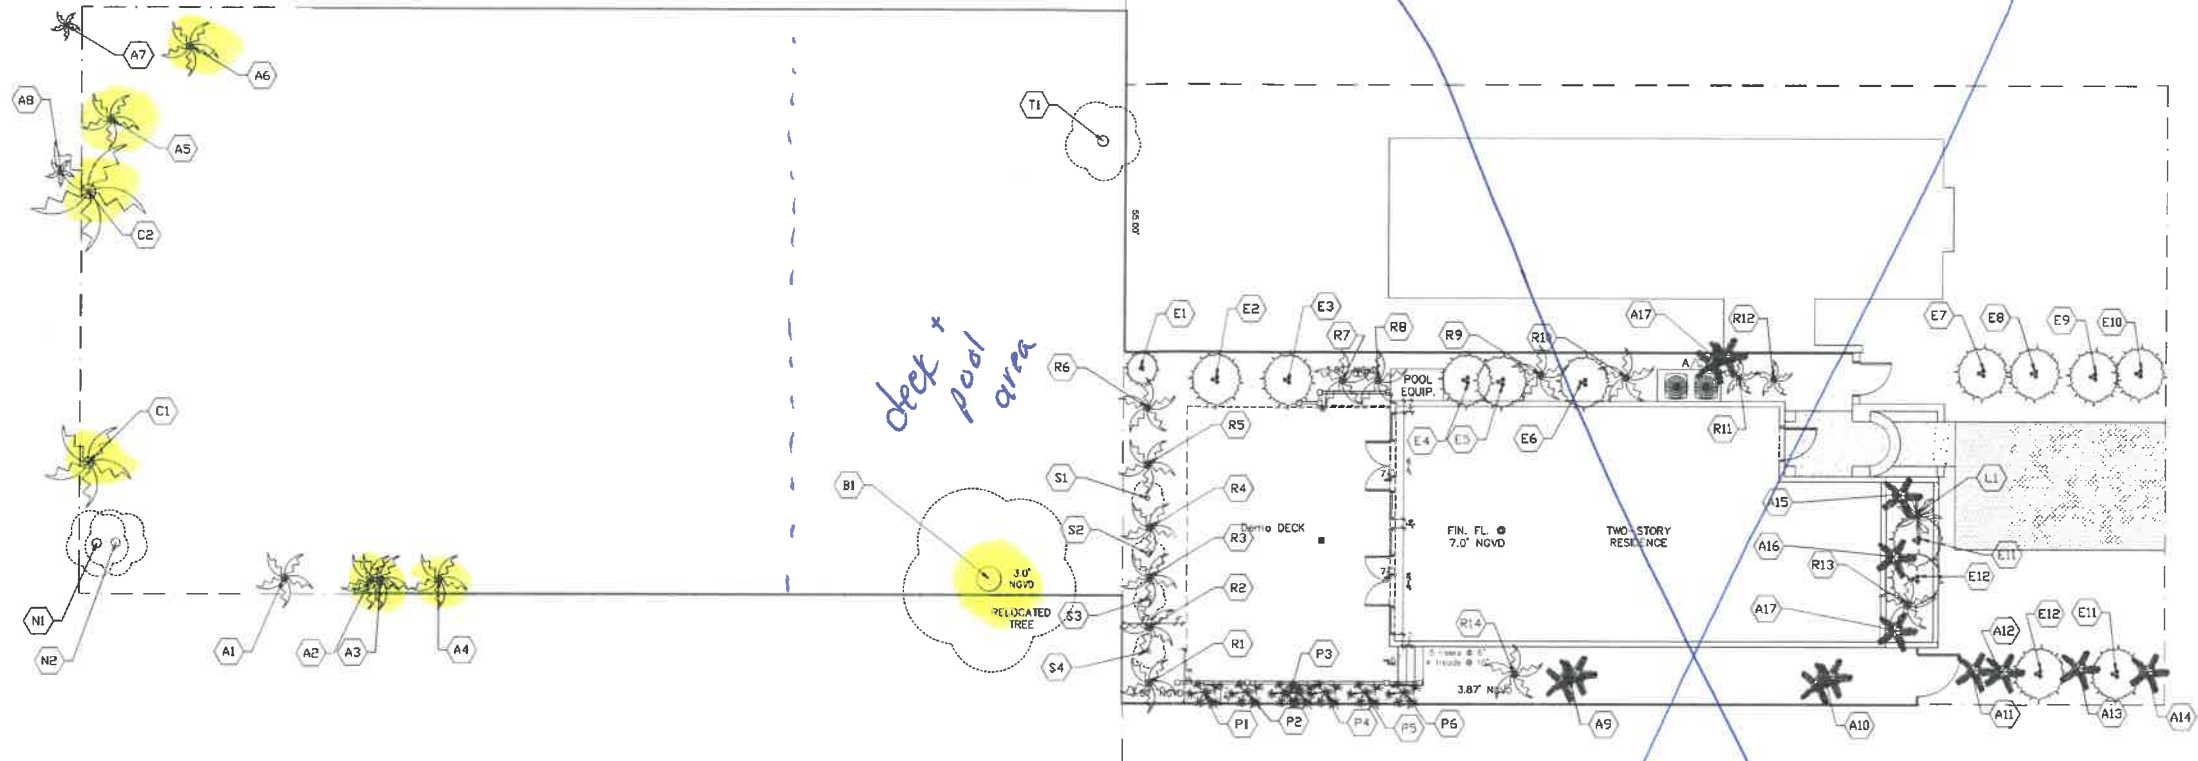 A7
A6
A8
A5
C2
T1
55.00'
deck +
pool
area
E1
E2
E3
R7
R8
R9
R10
A17
R12
E7
E8
E9
E10
R6
POOL
EQUIP.
C1
R5
E4
E5
E6
R11
B1
S1
R4
A15
L1
S2
R3
Demo DECK
FIN. FL. @
7.0' NGVD
TWO-STORY
RESIDENCE
A16
E11
3.0'
NGVD
R2
R13
E12
RELOCATED
TREE
S3
A17
N1
N2
A1
A2
A3
A4
R1
S4
P3
R14
3.87' NGVD
A12
E12
E11
P1
P2
P4
P5
P6
A9
A10
A11
A13
A14